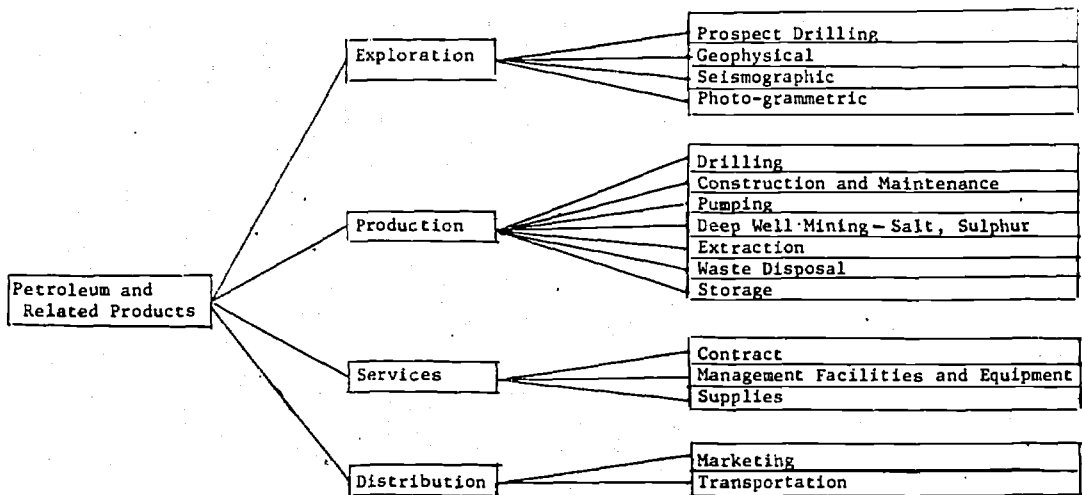 Exploration
Prospect Drilling
Geophysical
Seismographic
Photo-grammetric
Production
Drilling
Construction and Maintenance
Pumping
Deep Well Mining - Salt, Sulphur
Extraction
Waste Disposal
Storage
Petroleum and
Related Products
Services
Contract
Management Facilities and Equipment
Supplies
Distribution
Marketing
Transportation